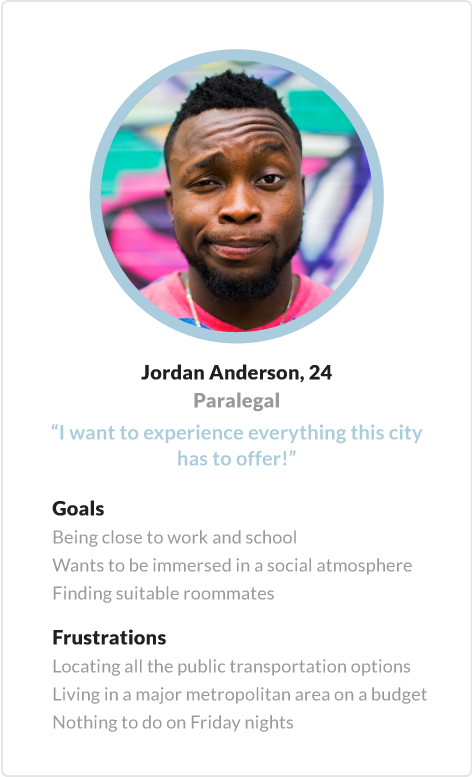 Jordan Anderson, 24
Paralegal
“I want to experience everything this city
has to offer!”
Goals
Being close to work and school
Wants to be immersed in a social atmosphere
Finding suitable roommates
Frustrations
Locating all the public transportation options
Living in a major metropolitan area on a budget
Nothing to do on Friday nights